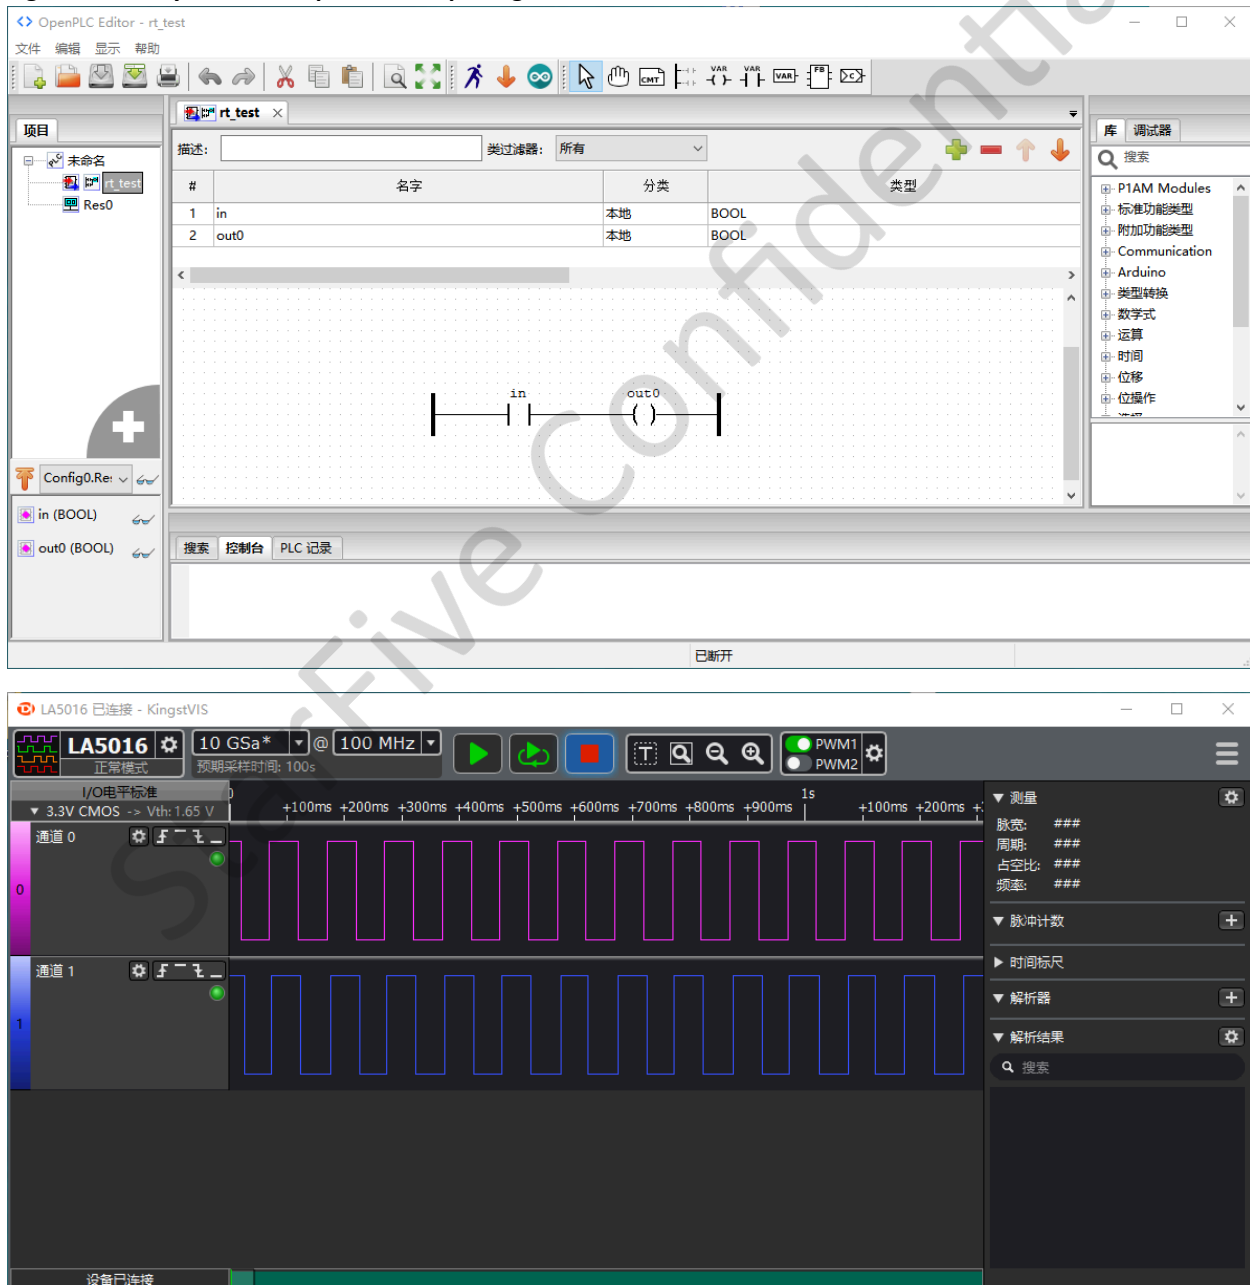 OpenPLC Editor - rt_test
文件 编辑 显示 帮助
CMT VAR VAR VAR FB
项目
未命名
rt_test
Res0
Config0.Re
in (BOOL)
out0 (BOOL)
rt_test
描述: 类过滤器: 所有
# 名字 分类 类型
1 in 本地 BOOL
2 out0 本地 BOOL
in out0
搜索 控制台 PLC 记录
库 调试器
搜索
P1AM Modules
标准功能类型
附加功能类型
Communication
Arduino
类型转换
数学式
运算
时间
位移
位操作
已断开
StarFive Confidential
LA5016 已连接 - KingstVIS
LA5016 10 GSa* @ 100 MHz PWM1
正常模式 预期采样时间: 100s PWM2
I/O电平标准
3.3V CMOS -> Vth:1.65 V
0 +100ms +200ms +300ms +400ms +500ms +600ms +700ms +800ms +900ms 1s +100ms +200ms
通道 0
0
通道 1
1
测量
脉宽: ###
周期: ###
占空比: ###
频率: ###
脉冲计数
时间标尺
解析器
解析结果
搜索
设备已连接